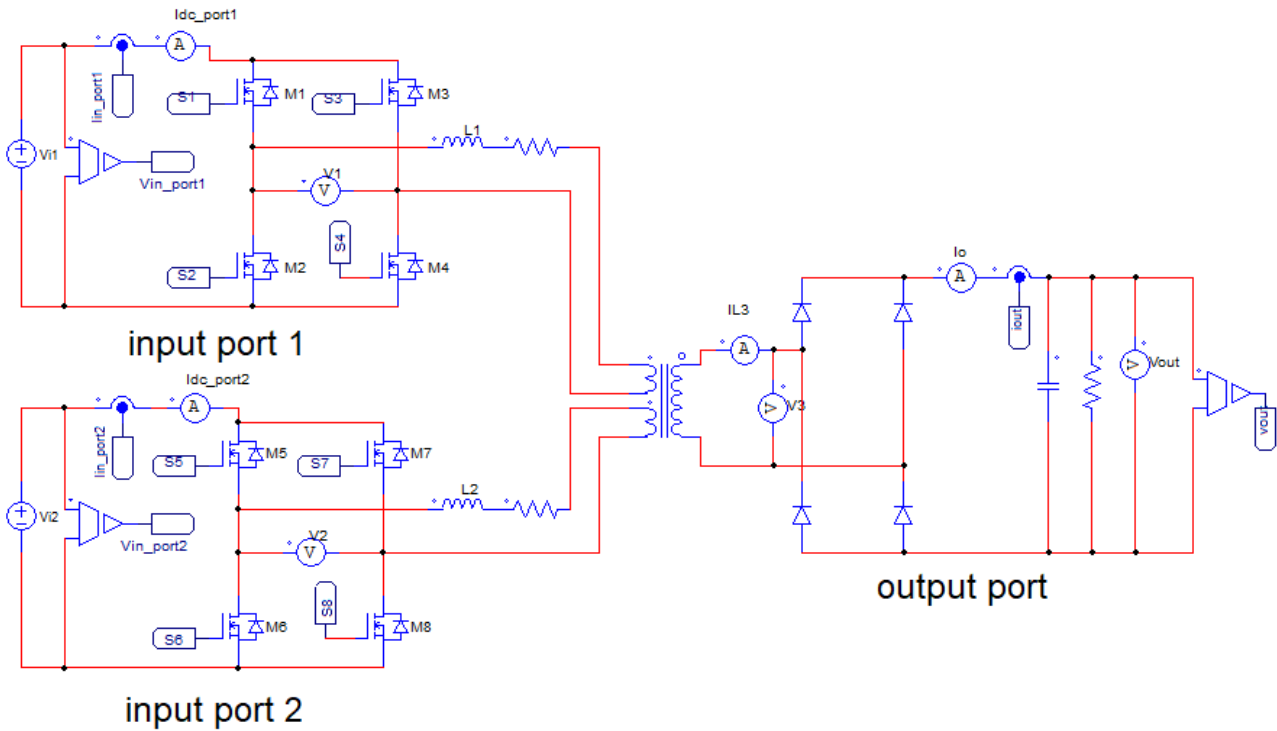 Idc_port1
A
Iin_port1
S1
M1
S3
M3
L1
Vi1
Vin_port1
V1
V
S4
S2
M2
M4
input port 1
Idc_port2
A
Iin_port2
S5
M5
S7
M7
L2
Vi2
Vin_port2
V2
V
S8
S6
M6
M8
input port 2
IL3
A
V
V3
Io
A
iout
V
Vout
vout
output port